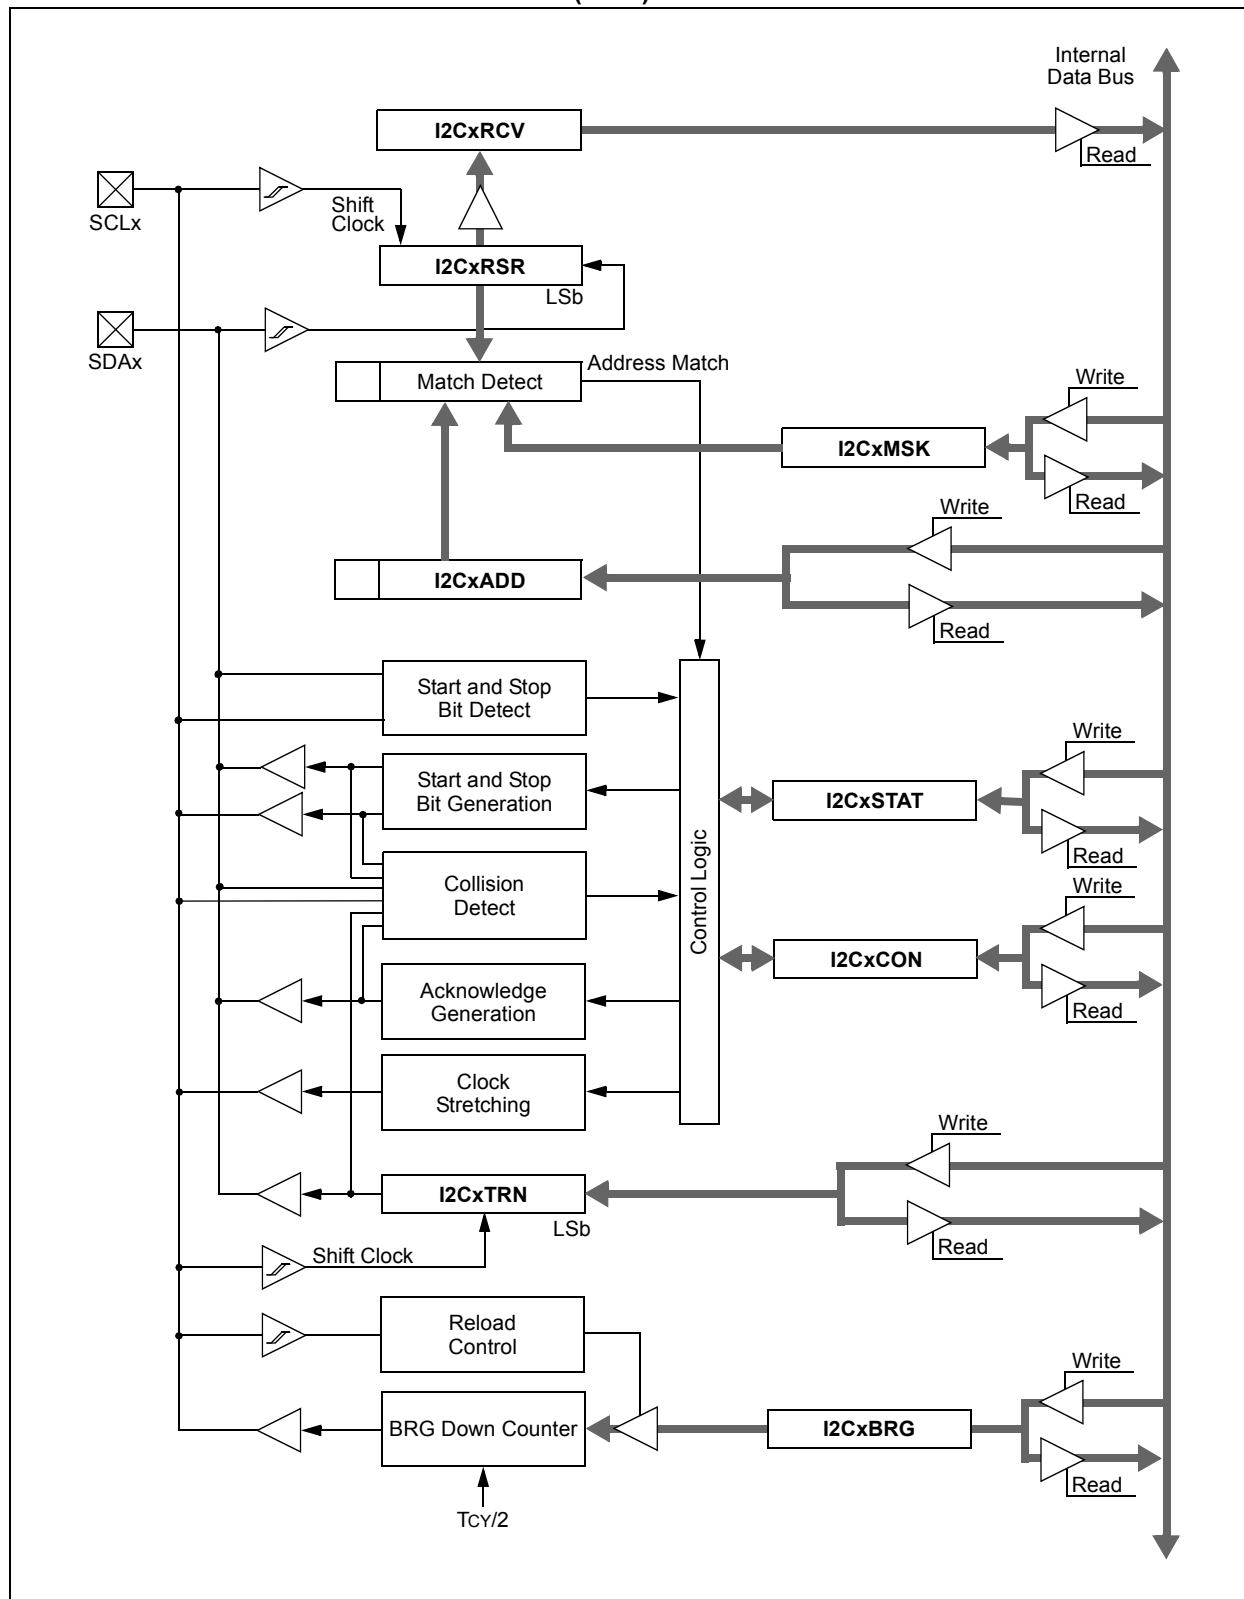 Internal
Data Bus
I2CxRCV
Read
SCLx
Shift
Clock
I2CxRSR
LSb
SDAx
Address Match
Match Detect
Write
I2CxMSK
Read
Write
I2CxADD
Read
Start and Stop
Bit Detect
Write
Start and Stop
Bit Generation
I2CxSTAT
Read
Control Logic
Collision
Detect
Write
I2CxCON
Acknowledge
Generation
Read
Clock
Stretching
Write
I2CxTRN
LSb
Read
Shift Clock
Reload
Control
Write
BRG Down Counter
I2CxBRG
Read
TCY/2